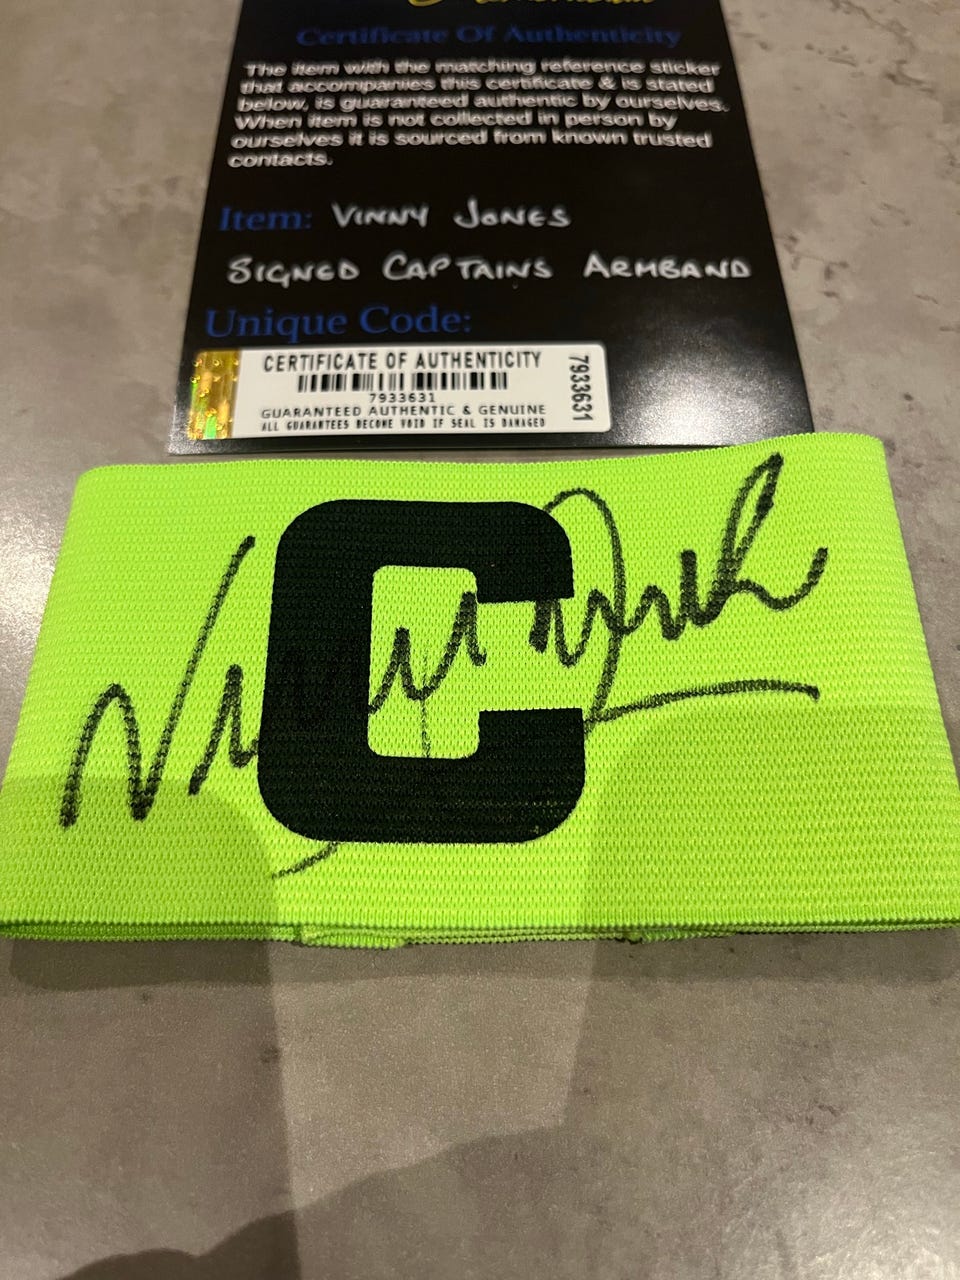 Certificate Of Authenticity
The item with the matching reference sticker
that accompanies this certificate & is stated
below, is guaranteed authentic by ourselves.
When item is not collected in person by
ourselves it is sourced from known trusted
contacts.
Item: VINNY JONES
SIGNED CAPTAINS ARMBAND
Unique Code:
CERTIFICATE OF AUTHENTICITY
7933631
GUARANTEED AUTHENTIC & GENUINE
ALL GUARANTEES BECOME VOID IF SEAL IS DAMAGED
7933631
C